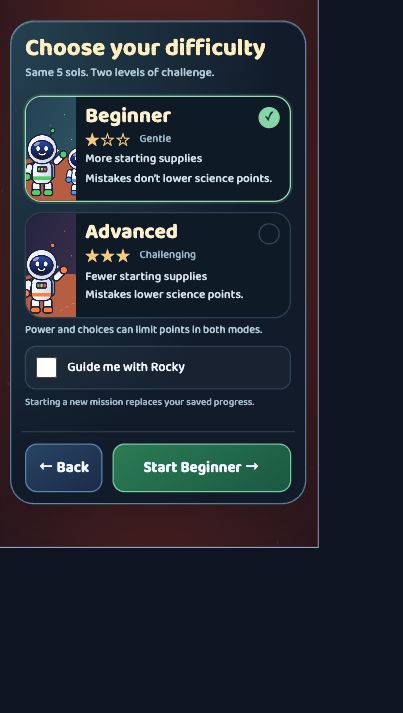 Choose your difficulty
Same 5 sols. Two levels of challenge.
Beginner
Gentle
More starting supplies
Mistakes don't lower science points.
Advanced
Challenging
Fewer starting supplies
Mistakes lower science points.
Power and choices can limit points in both modes.
Guide me with Rocky
Starting a new mission replaces your saved progress.
← Back
Start Beginner →